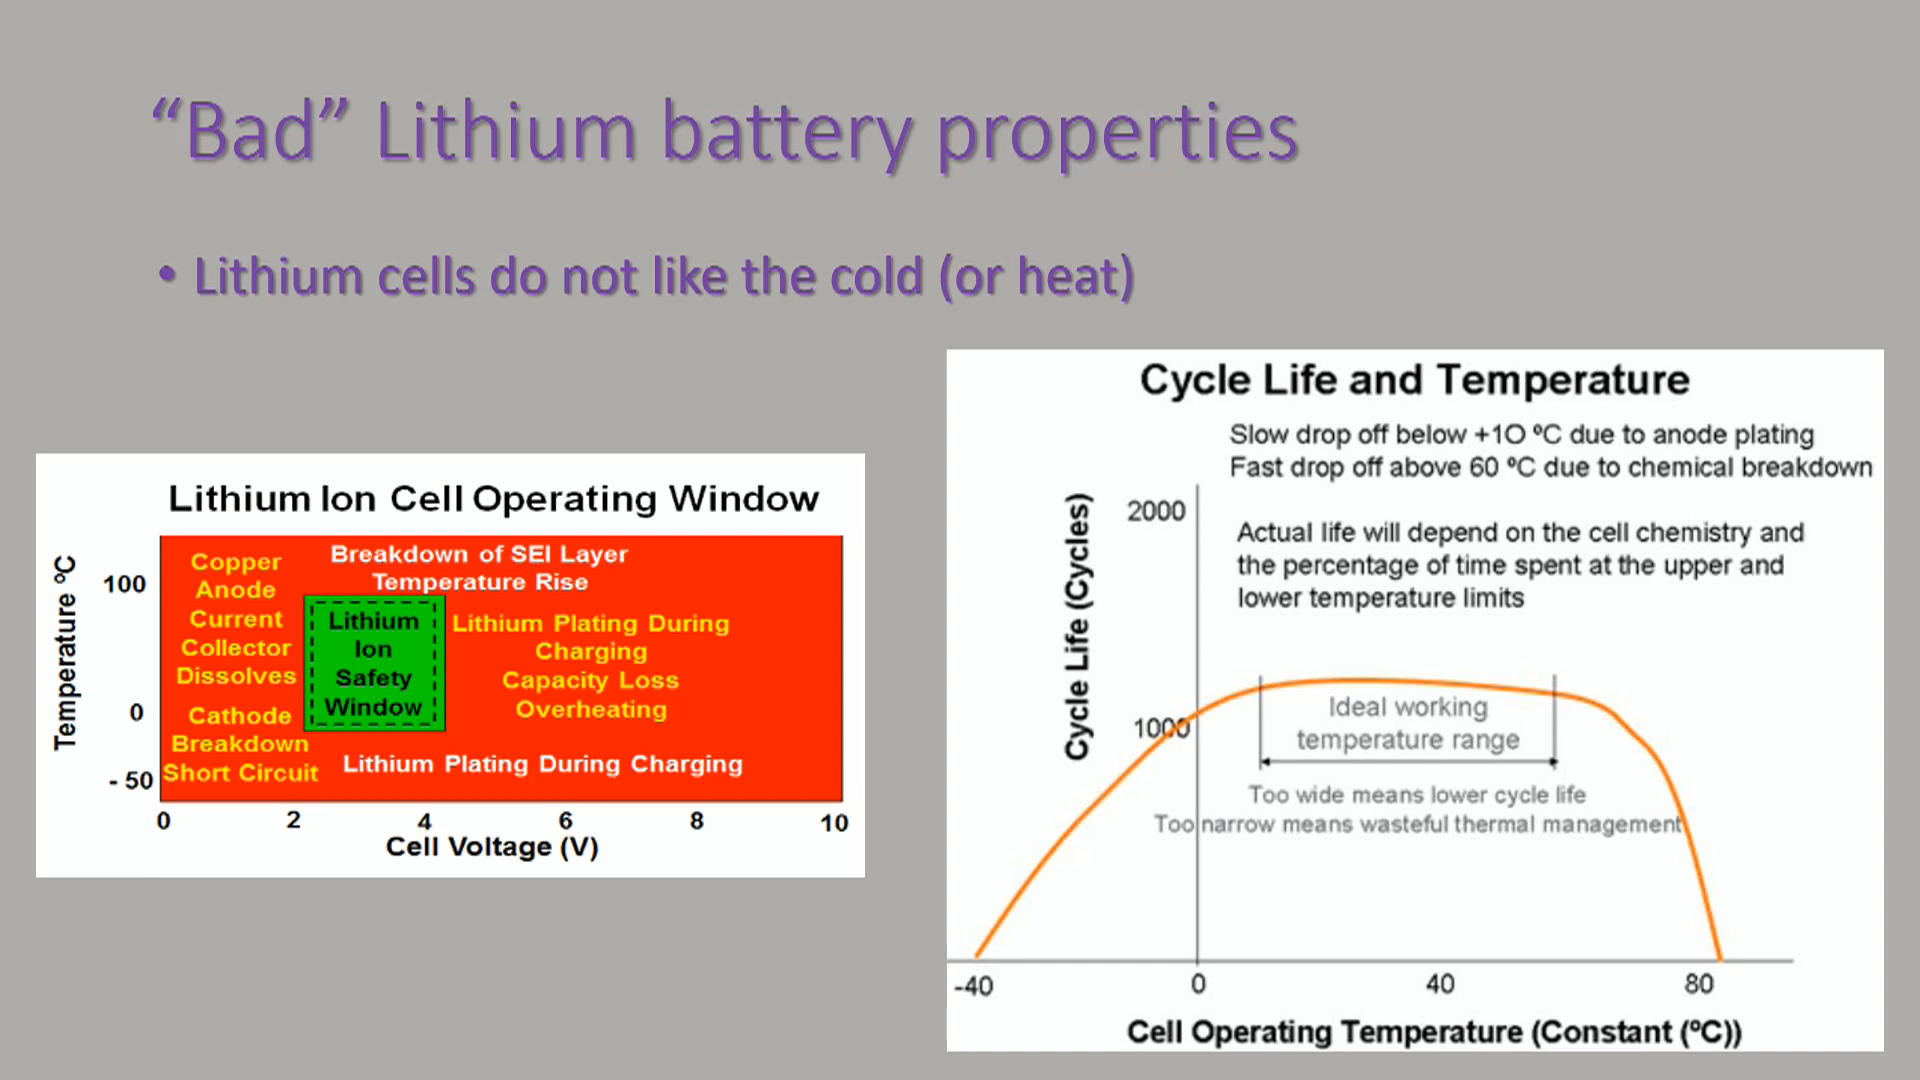 “Bad” Lithium battery properties
• Lithium cells do not like the cold (or heat)
Lithium Ion Cell Operating Window
Temperature ºC
100
0
- 50
Copper
Anode
Current
Collector
Dissolves
Cathode
Breakdown
Short Circuit
Breakdown of SEI Layer
Temperature Rise
Lithium
Ion
Safety
Window
Lithium Plating During
Charging
Capacity Loss
Overheating
Lithium Plating During Charging
0 2 4 6 8 10
Cell Voltage (V)
Cycle Life and Temperature
Slow drop off below +1O ºC due to anode plating
Fast drop off above 60 ºC due to chemical breakdown
Cycle Life (Cycles)
2000
1000
Actual life will depend on the cell chemistry and
the percentage of time spent at the upper and
lower temperature limits
Ideal working
temperature range
Too wide means lower cycle life
Too narrow means wasteful thermal management
-40 0 40 80
Cell Operating Temperature (Constant (ºC))